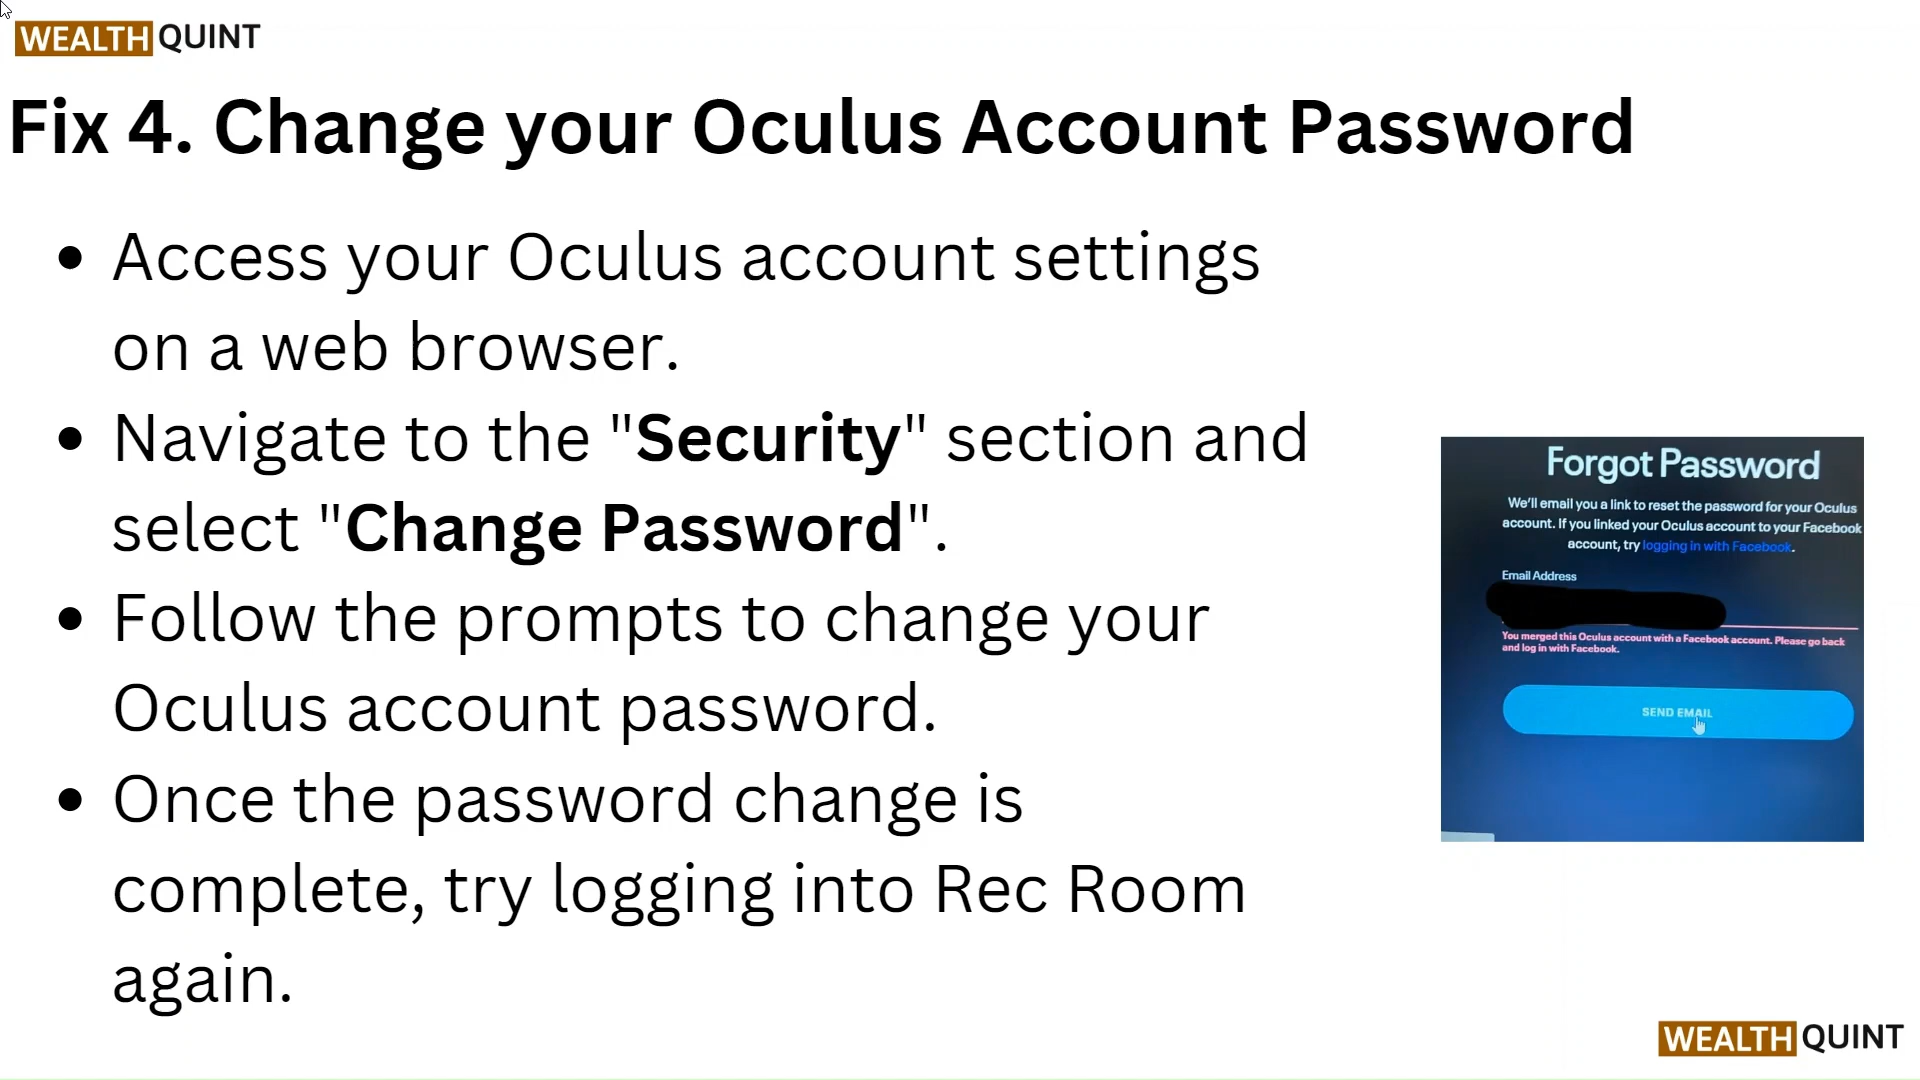 WEALTH QUINT
Fix 4. Change your Oculus Account Password
• Access your Oculus account settings
on a web browser.
• Navigate to the "Security" section and
select "Change Password".
• Follow the prompts to change your
Oculus account password.
• Once the password change is
complete, try logging into Rec Room
again.
Forgot Password
We'll email you a link to reset the password for your Oculus
account. If you linked your Oculus account to your Facebook
account, try logging in with Facebook.
Email Address
You merged this Oculus account with a Facebook account. Please go back
and log in with Facebook.
SEND EMAIL
WEALTH QUINT